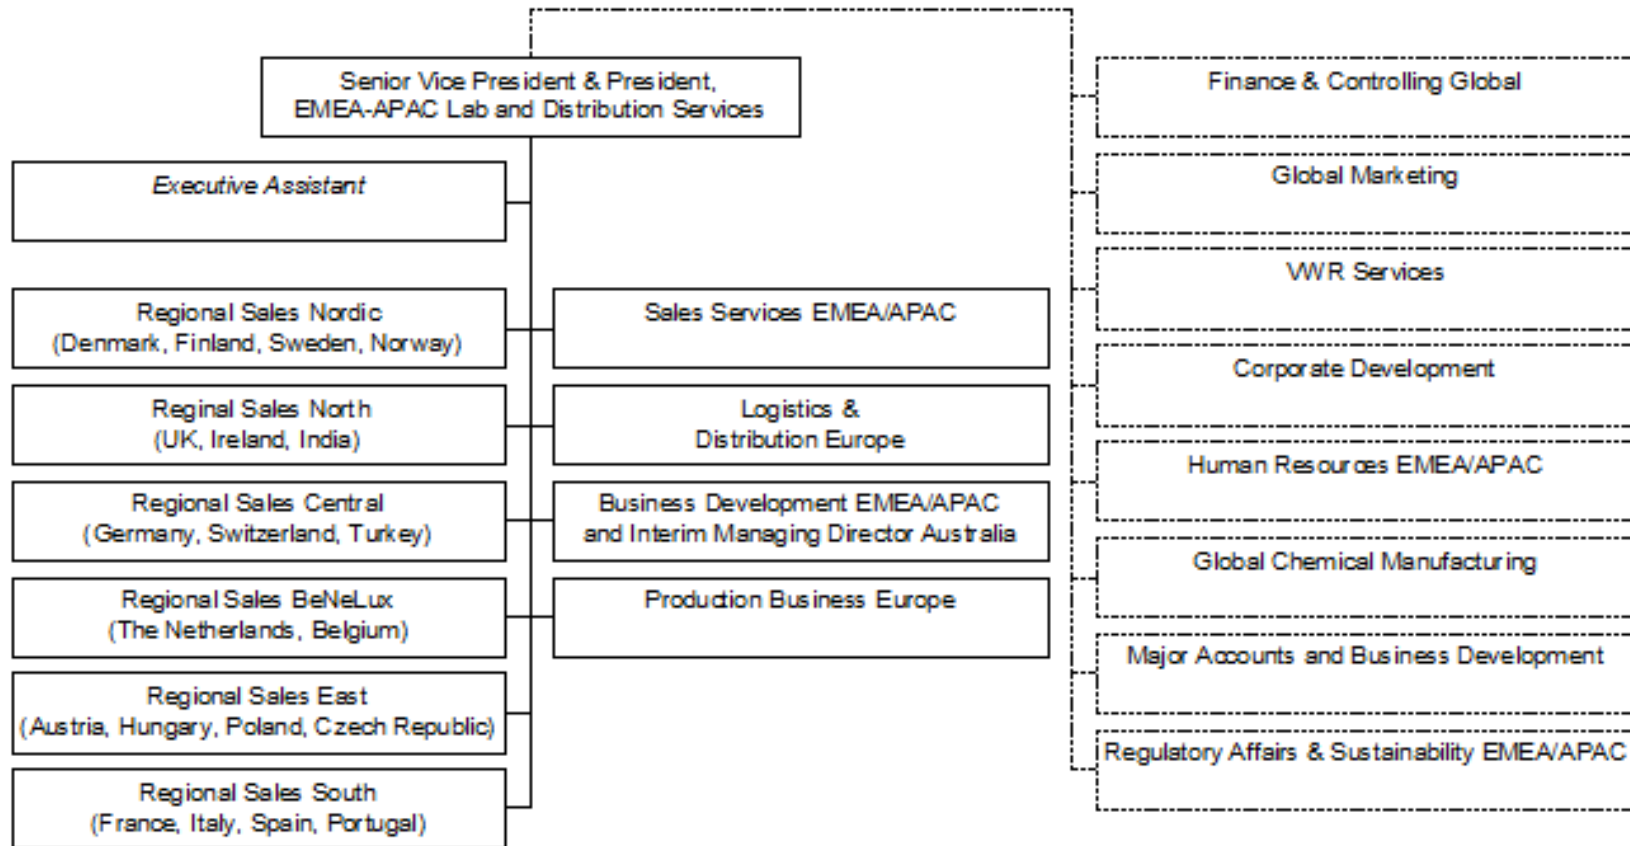 Senior Vice President & President,
EMEA-APAC Lab and Distribution Services
Executive Assistant
Regional Sales Nordic
(Denmark, Finland, Sweden, Norway)
Reginal Sales North
(UK, Ireland, India)
Regional Sales Central
(Germany, Switzerland, Turkey)
Regional Sales BeNeLux
(The Netherlands, Belgium)
Regional Sales East
(Austria, Hungary, Poland, Czech Republic)
Regional Sales South
(France, Italy, Spain, Portugal)
Sales Services EMEA/APAC
Logistics &
Distribution Europe
Business Development EMEA/APAC
and Interim Managing Director Australia
Production Business Europe
Finance & Controlling Global
Global Marketing
VWR Services
Corporate Development
Human Resources EMEA/APAC
Global Chemical Manufacturing
Major Accounts and Business Development
Regulatory Affairs & Sustainability EMEA/APAC